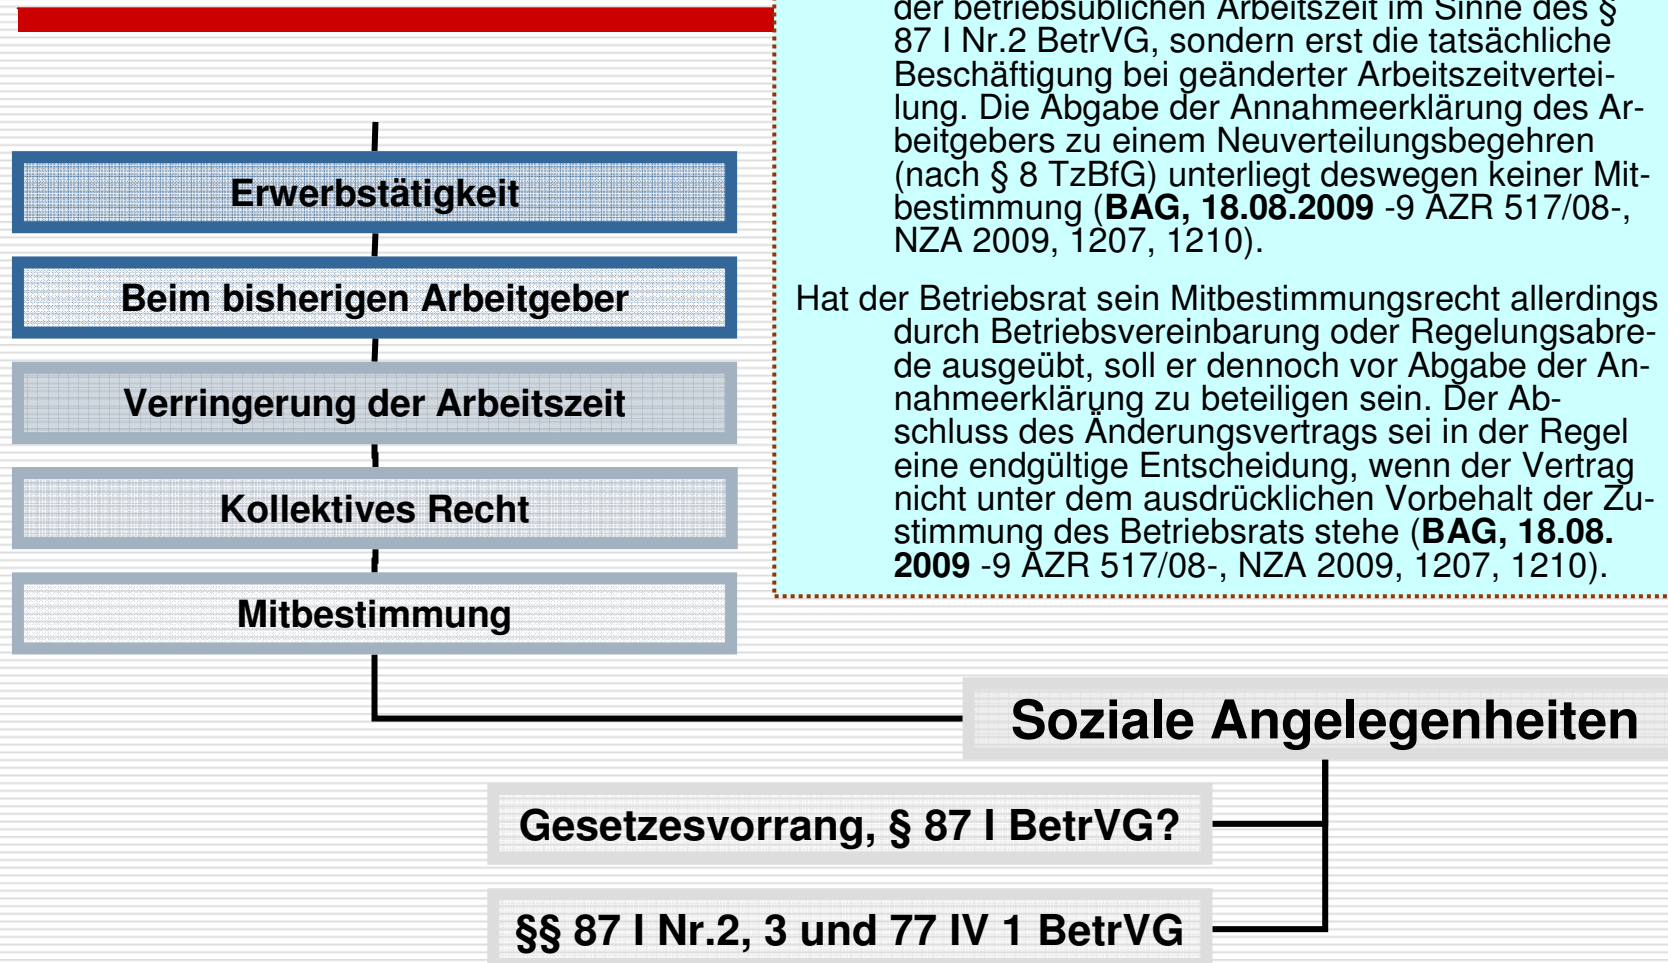 der betriebsüblichen Arbeitszeit im Sinne des §
87 I Nr.2 BetrVG, sondern erst die tatsächliche
Beschäftigung bei geänderter Arbeitszeitvertei-
lung. Die Abgabe der Annahmeerklärung des Ar-
beitgebers zu einem Neuverteilungsbegehren
(nach § 8 TzBfG) unterliegt deswegen keiner Mit-
bestimmung (BAG, 18.08.2009 -9 AZR 517/08-,
NZA 2009, 1207, 1210).
Hat der Betriebsrat sein Mitbestimmungsrecht allerdings
durch Betriebsvereinbarung oder Regelungsabre-
de ausgeübt, soll er dennoch vor Abgabe der An-
nahmeerklärung zu beteiligen sein. Der Ab-
schluss des Änderungsvertrags sei in der Regel
eine endgültige Entscheidung, wenn der Vertrag
nicht unter dem ausdrücklichen Vorbehalt der Zu-
stimmung des Betriebsrats stehe (BAG, 18.08.
2009 -9 AZR 517/08-, NZA 2009, 1207, 1210).
Erwerbstätigkeit
Beim bisherigen Arbeitgeber
Verringerung der Arbeitszeit
Kollektives Recht
Mitbestimmung
Soziale Angelegenheiten
Gesetzesvorrang, § 87 I BetrVG?
§§ 87 I Nr.2, 3 und 77 IV 1 BetrVG